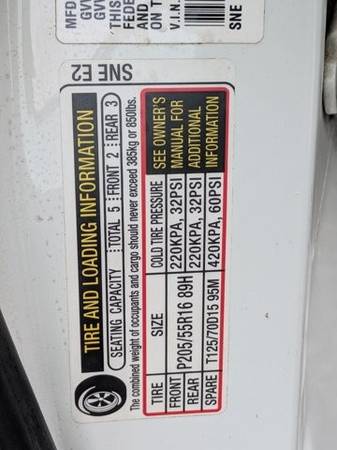 MFD
GV
GV
THIS
FEDE
AND
ON T
V.I.N.
SNE
SNE E2
TIRE AND LOADING INFORMATION
SEATING CAPACITY TOTAL 5 FRONT 2 REAR 3
The combined weight of occupants and cargo should never exceed 385kg or 850lbs.
TIRE SIZE COLD TIRE PRESSURE
FRONT P205/55R16 89H 220KPA, 32PSI
REAR 220KPA, 32PSI
SPARE T125/70D15 95M 420KPA, 60PSI
SEE OWNER'S
MANUAL FOR
ADDITIONAL
INFORMATION